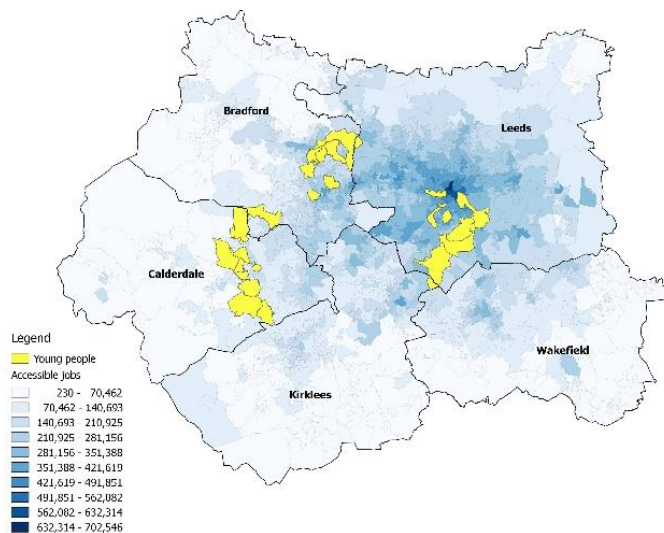 Bradford
Leeds
Calderdale
Wakefield
Kirklees
Legend
Young people
Accessible Jobs
230 - 70,462
70,462 - 140,693
140,693 - 210,925
210,925 - 281,156
281,156 - 351,388
351,388 - 421,619
421,619 - 491,851
491,851 - 562,082
562,082 - 632,314
632,314 - 702,546